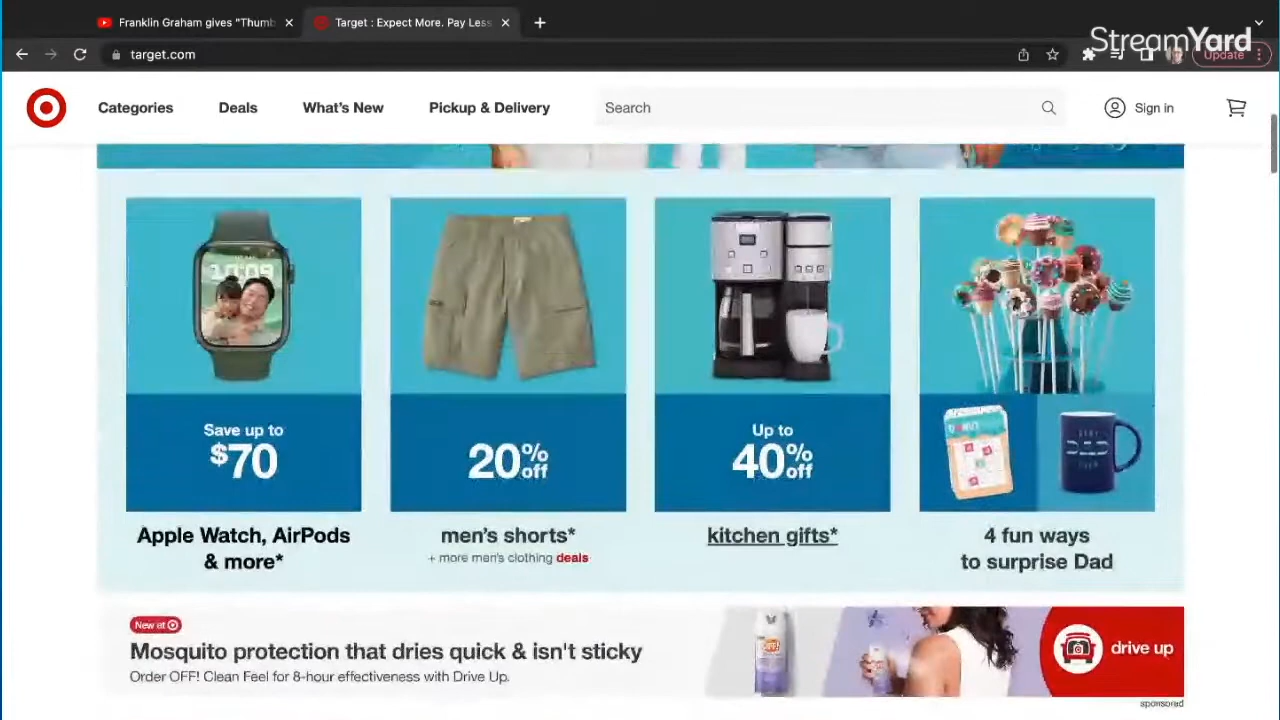 Franklin Graham gives "Thumb
Target : Expect More. Pay Less
StreamYard
target.com
Update
Categories
Deals
What's New
Pickup & Delivery
Search
Sign in
10:09
Save up to
$70
20% off
Up to
40% off
Apple Watch, AirPods
& more*
men's shorts*
+ more men's clothing deals
kitchen gifts*
4 fun ways
to surprise Dad
New at
Mosquito protection that dries quick & isn't sticky
Order OFF! Clean Feel for 8-hour effectiveness with Drive Up.
OFF!
drive up
sponsored